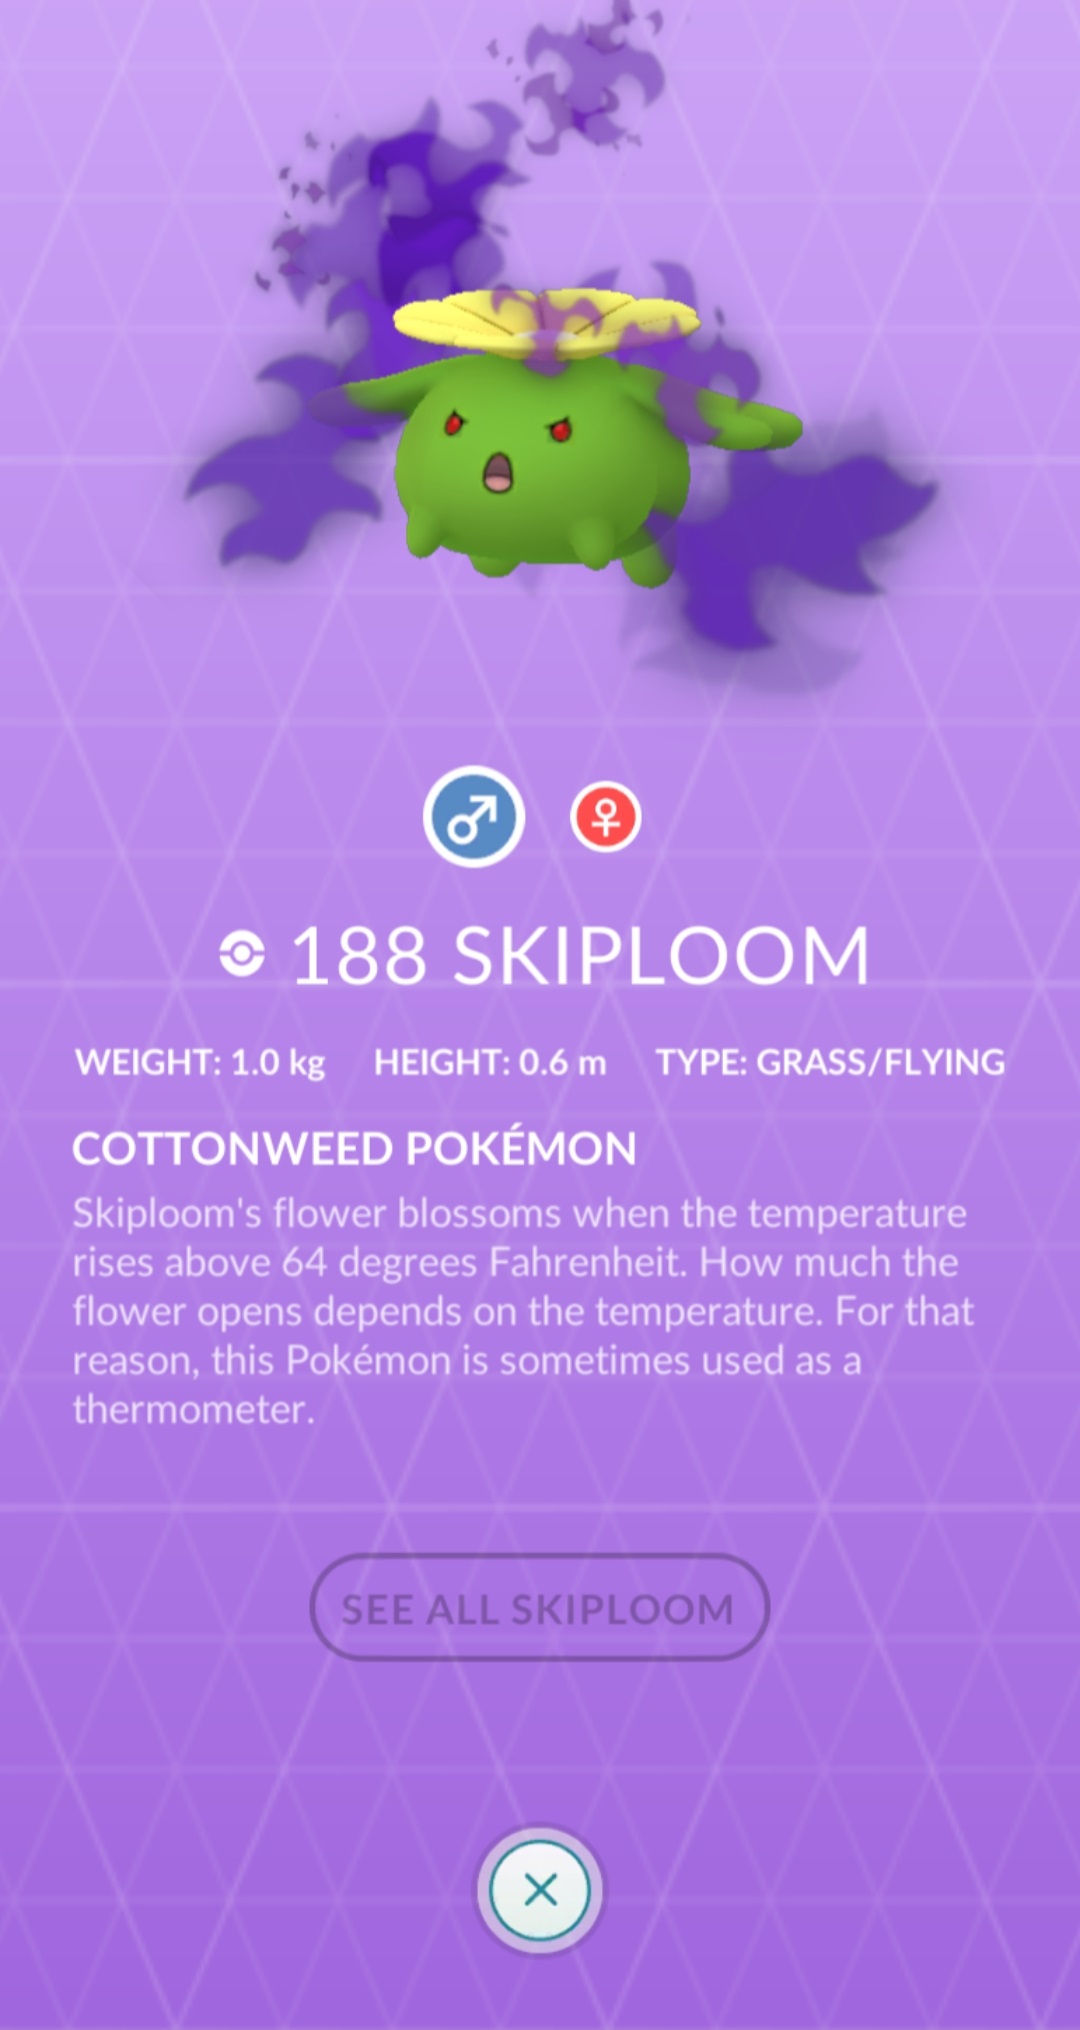 188 SKIPLOOM
WEIGHT: 1.0 kg HEIGHT: 0.6 m TYPE: GRASS/FLYING
COTTONWEED POKÉMON
Skiploom's flower blossoms when the temperature
rises above 64 degrees Fahrenheit. How much the
flower opens depends on the temperature. For that
reason, this Pokémon is sometimes used as a
thermometer.
SEE ALL SKIPLOOM